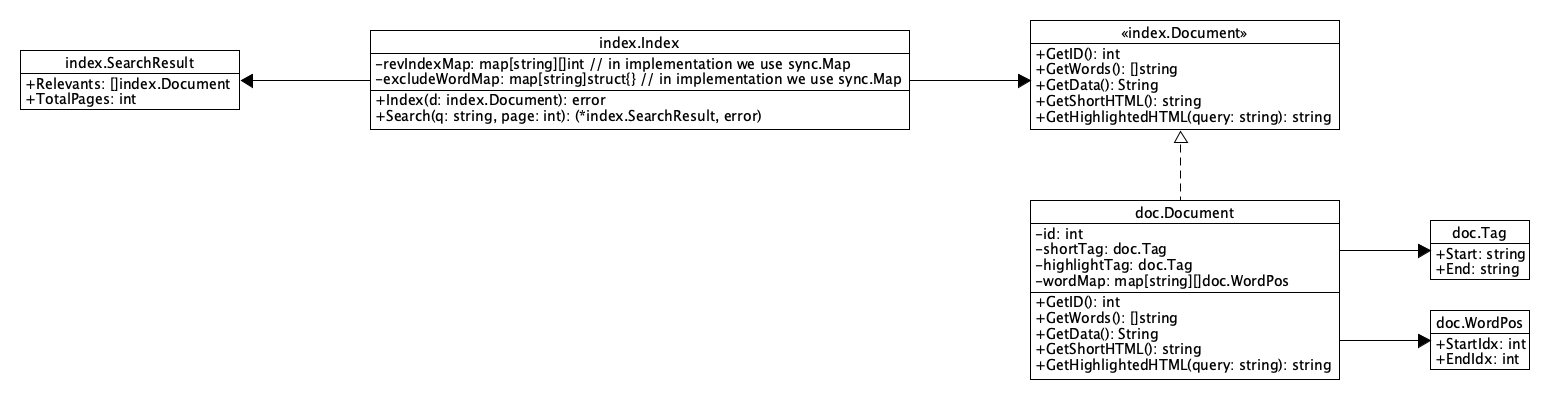 index.SearchResult
+Relevants: []index.Document
+TotalPages: int
index.Index
-revIndexMap: map[string][]int // in implementation we use sync.Map
-excludeWordMap: map[string]struct{} // in implementation we use sync.Map
+Index(d: index.Document): error
+Search(q: string, page: int): (*index.SearchResult, error)
«index.Document»
+GetID(): int
+GetWords(): []string
+GetData(): String
+GetShortHTML(): string
+GetHighlightedHTML(query: string): string
doc.Document
-id: int
-shortTag: doc.Tag
-highlightTag: doc.Tag
-wordMap: map[string][]doc.WordPos
+GetID(): int
+GetWords(): []string
+GetData(): String
+GetShortHTML(): string
+GetHighlightedHTML(query: string): string
doc.Tag
+Start: string
+End: string
doc.WordPos
+StartIdx: int
+EndIdx: int